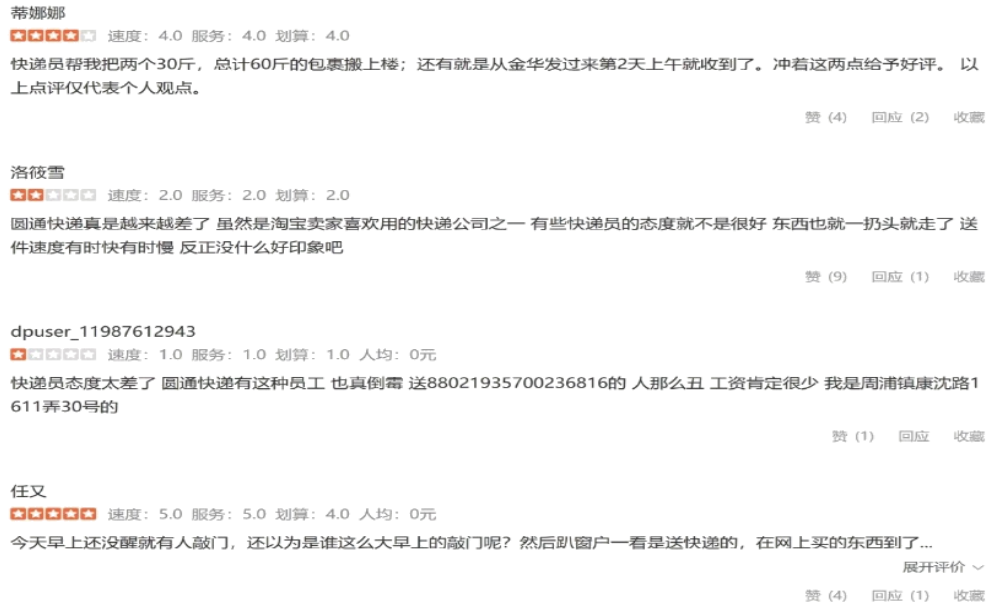 蒂娜娜
速度：4.0 服务：4.0 划算：4.0
快递员帮我把两个30斤，总计60斤的包裹搬上楼；还有就是从金华发过来第2天上午就收到了。冲着这两点给予好评。 以
上点评仅代表个人观点。
赞 (4) 回应 (2) 收藏
洛筱雪
速度：2.0 服务：2.0 划算：2.0
圆通快递真是越来越差了 虽然是淘宝卖家喜欢用的快递公司之一 有些快递员的态度就不是很好 东西也就一扔头就走了 送
件速度有时快有时慢 反正没什么好印象吧
赞 (9) 回应 (1) 收藏
dpuser_11987612943
速度：1.0 服务：1.0 划算：1.0 人均：0元
快递员态度太差了 圆通快递有这种员工 也真倒霉 送88021935700236816的 人那么丑 工资肯定很少 我是周浦镇康沈路1
611弄30号的
赞 (1) 回应 收藏
任又
速度：5.0 服务：5.0 划算：4.0 人均：0元
今天早上还没醒就有人敲门，还以为是谁这么大早上的敲门呢？然后趴窗户一看是送快递的，在网上买的东西到了...
展开评价
赞 (4) 回应 (1) 收藏